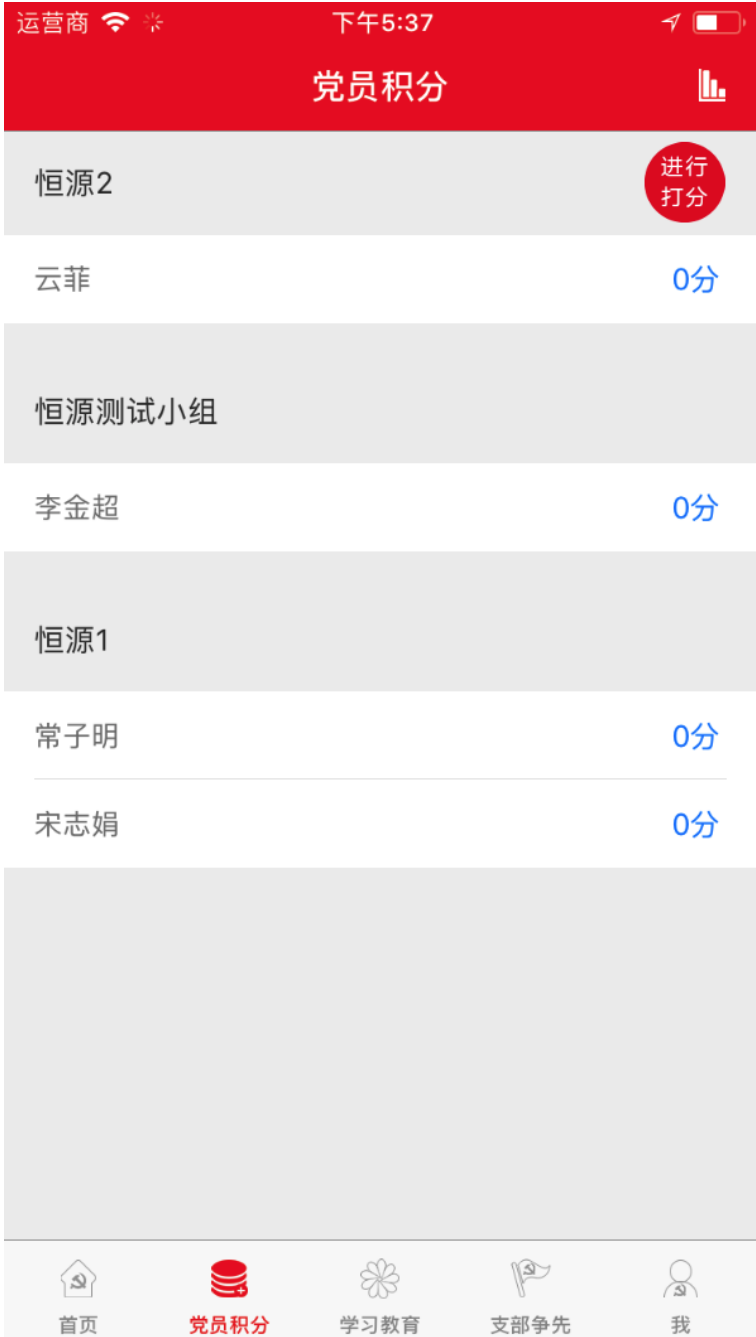 运营商 下午5:37
党员积分
恒源2
进行
打分
云菲 0分
恒源测试小组
李金超 0分
恒源1
常子明 0分
宋志娟 0分
首页 党员积分 学习教育 支部争先 我